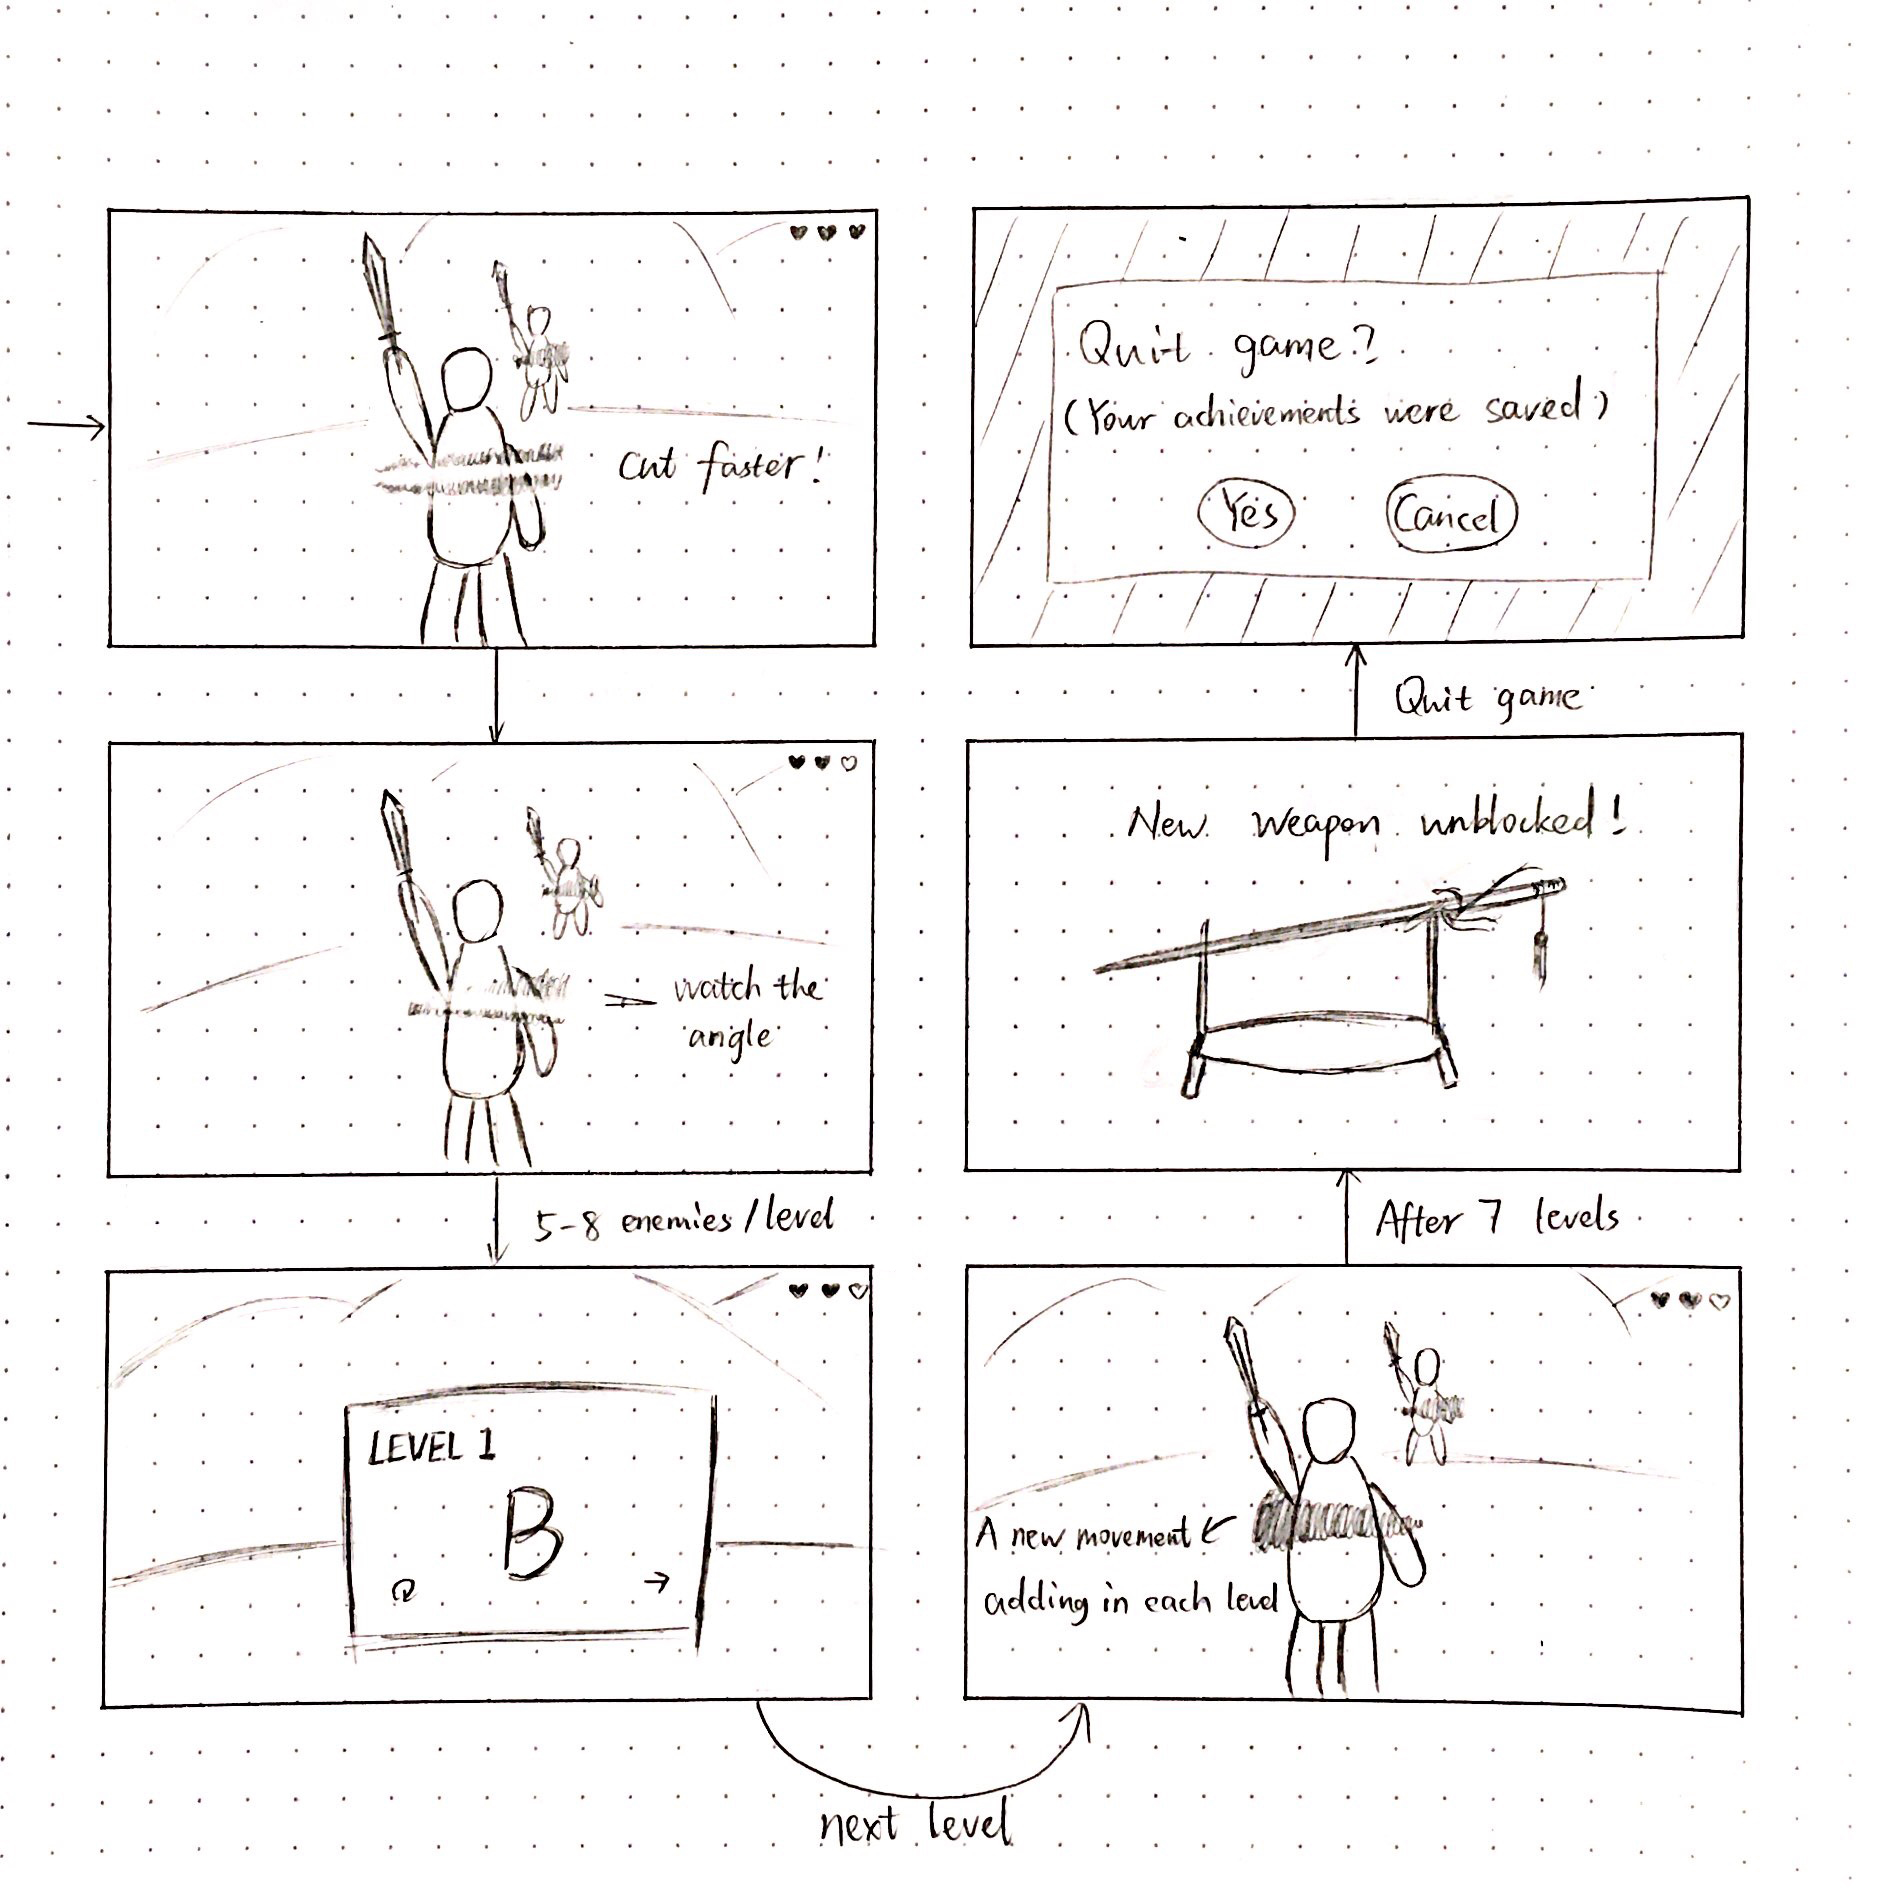 Cut faster!
watch the
angle
5-8 enemies/level
LEVEL 1
B
next level
A new movement
adding in each level
After 7 levels
New weapon unblocked!
Quit game
Quit game?
(Your achievements were saved)
Yes
Cancel